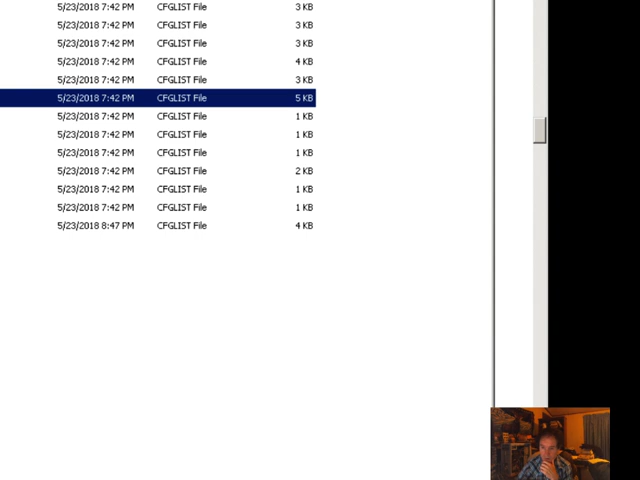 5/23/2018 7:42 PM CFGLIST File 3 KB
5/23/2018 7:42 PM CFGLIST File 3 KB
5/23/2018 7:42 PM CFGLIST File 3 KB
5/23/2018 7:42 PM CFGLIST File 4 KB
5/23/2018 7:42 PM CFGLIST File 3 KB
5/23/2018 7:42 PM CFGLIST File 5 KB
5/23/2018 7:42 PM CFGLIST File 1 KB
5/23/2018 7:42 PM CFGLIST File 1 KB
5/23/2018 7:42 PM CFGLIST File 1 KB
5/23/2018 7:42 PM CFGLIST File 2 KB
5/23/2018 7:42 PM CFGLIST File 1 KB
5/23/2018 7:42 PM CFGLIST File 1 KB
5/23/2018 8:47 PM CFGLIST File 4 KB